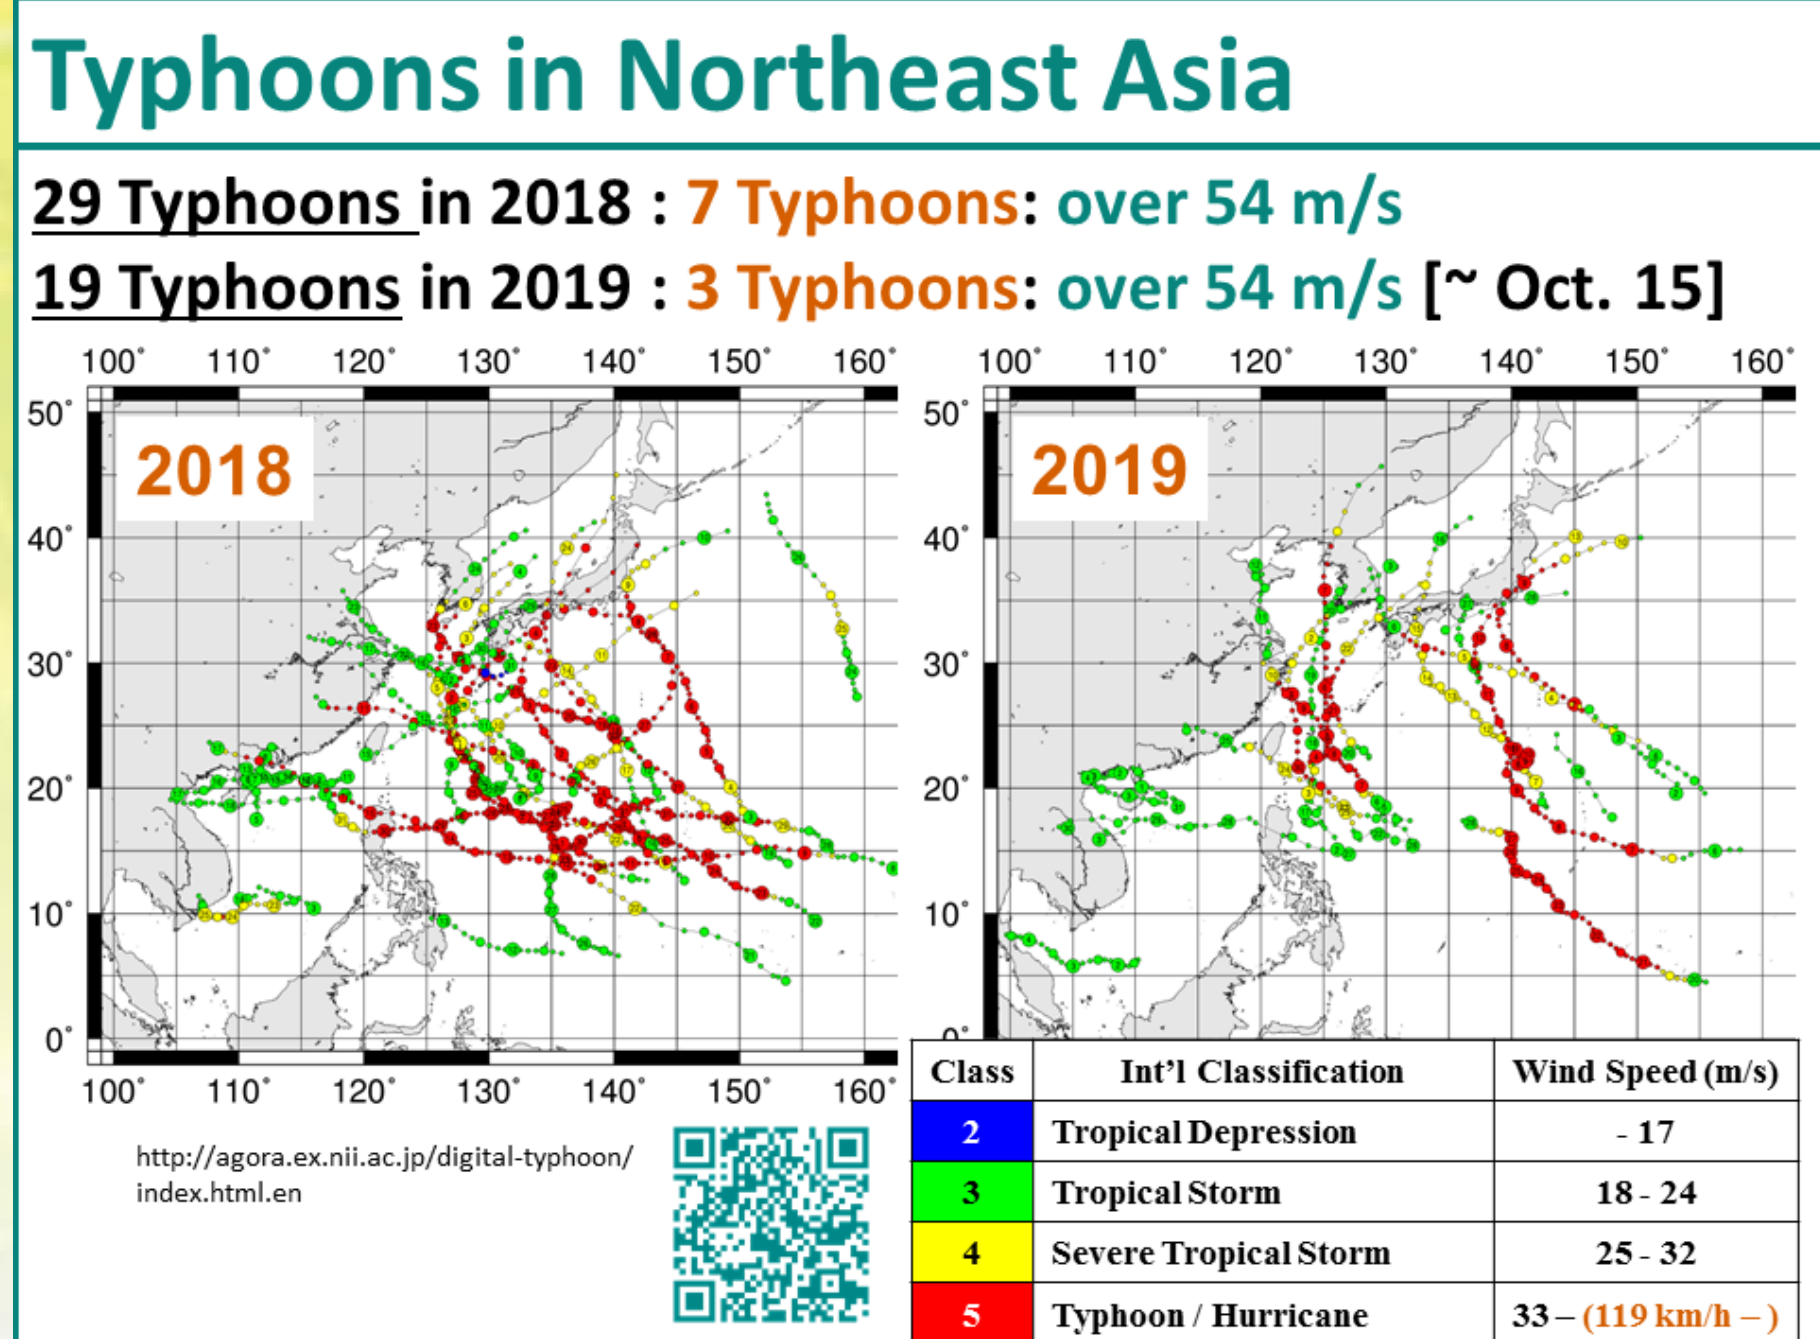 Typhoons in Northeast Asia
29 Typhoons in 2018 : 7 Typhoons: over 54 m/s
19 Typhoons in 2019 : 3 Typhoons: over 54 m/s [~ Oct. 15]
100° 110° 120° 130° 140° 150° 160°
50°
40°
30°
20°
10°
0°
2018
100° 110° 120° 130° 140° 150° 160°
100° 110° 120° 130° 140° 150° 160°
50°
40°
30°
20°
10°
0°
2019
http://agora.ex.nii.ac.jp/digital-typhoon/
index.html.en
Class Int'l Classification Wind Speed (m/s)
2 Tropical Depression - 17
3 Tropical Storm 18 - 24
4 Severe Tropical Storm 25 - 32
5 Typhoon / Hurricane 33 – (119 km/h – )